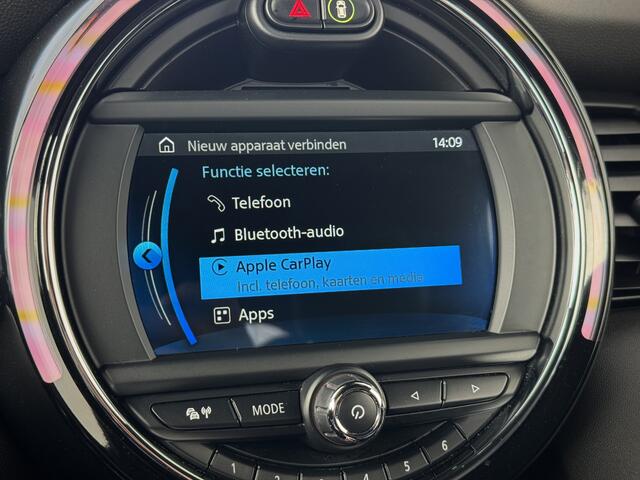 Nieuw apparaat verbinden 14:09
Functie selecteren:
Telefoon
Bluetooth-audio
Apple CarPlay
Incl. telefoon, kaarten en media
Apps
MODE
1 2 3 4 5 6